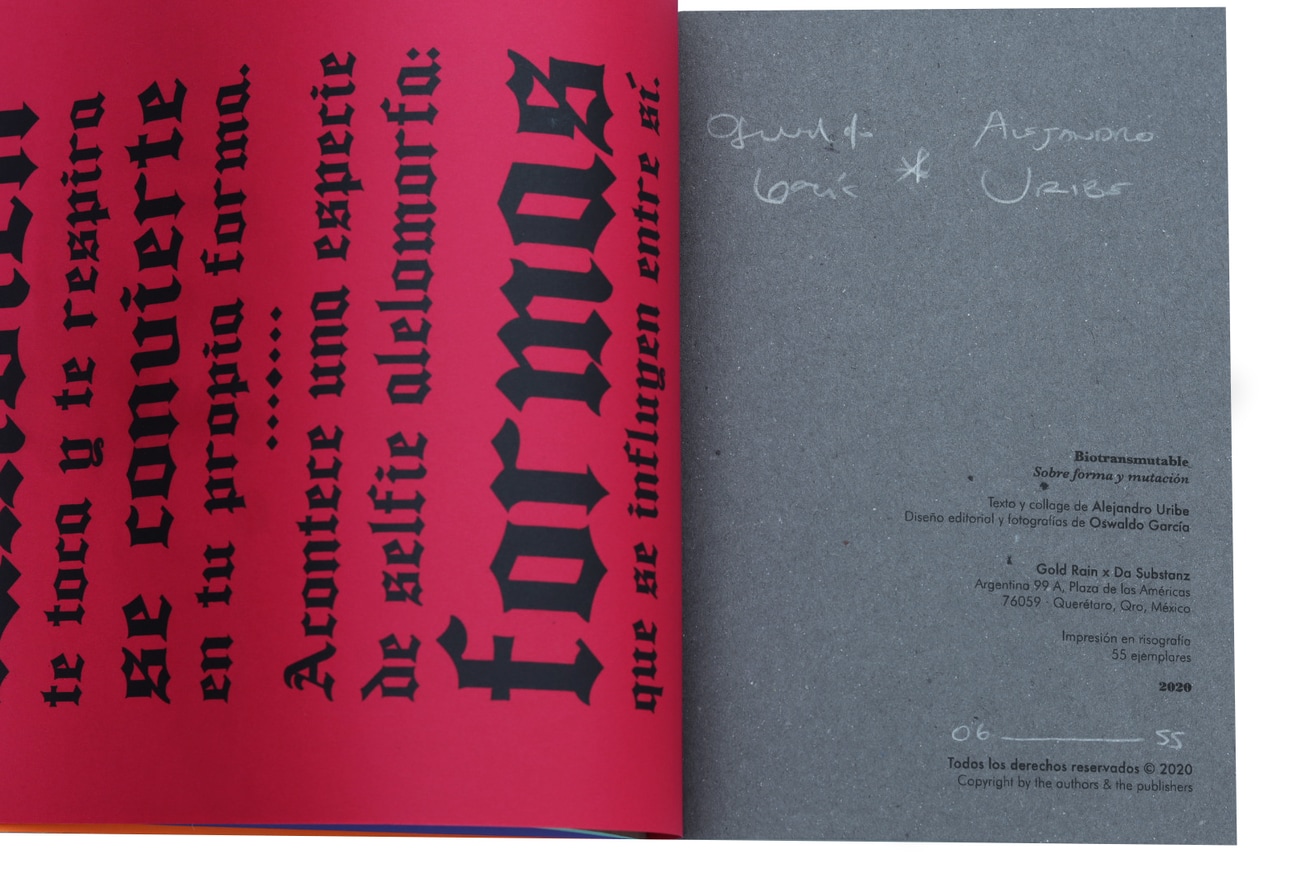 te toca y te respira
se convierte
en tu propia forma.
Acontece una especie
de selfie alelomorfa:
formas
que se influyen entre sí.
Oswaldo
García
*
ALEJANDRO
URIBE
Biotransmutable
Sobre forma y mutación
Texto y collage de Alejandro Uribe
Diseño editorial y fotografías de Oswaldo García
Gold Rain x Da Substanz
Argentina 99 A, Plaza de las Américas
76059 · Querétaro, Qro, México
Impresión en risografía
55 ejemplares
2020
06 ——— 55
Todos los derechos reservados © 2020
Copyright by the authors & the publishers